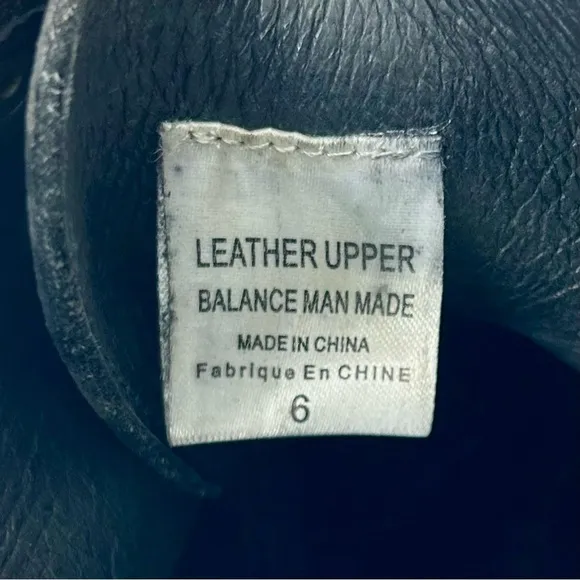 LEATHER UPPER
BALANCE MAN MADE
MADE IN CHINA
Fabrique En CHINE
6